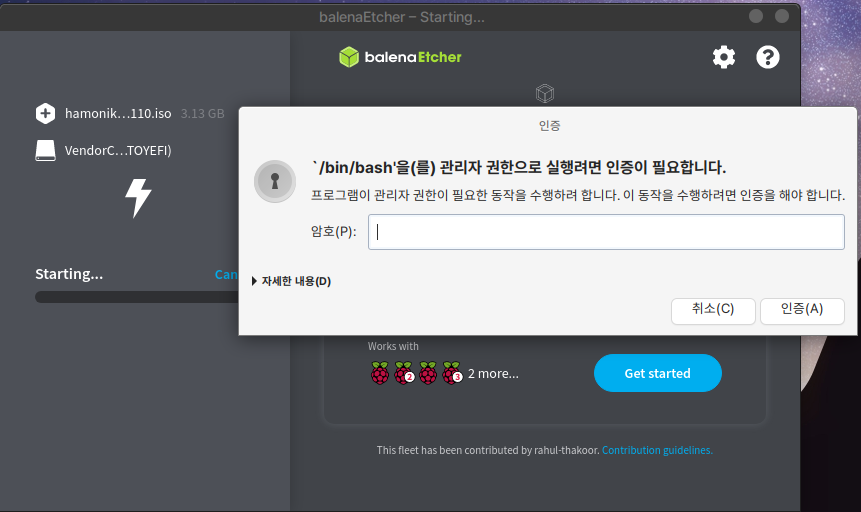 balenaEtcher – Starting...
balenaEtcher
hamonik...110.iso 3.13 GB
VendorC...TOYEFI)
Starting...
Can
인증
`/bin/bash'을(를) 관리자 권한으로 실행려면 인증이 필요합니다.
프로그램이 관리자 권한이 필요한 동작을 수행하려 합니다. 이 동작을 수행하려면 인증을 해야 합니다.
암호(P):
자세한 내용(D)
취소(C) 인증(A)
Works with
2 3 2 more...
Get started
This fleet has been contributed by rahul-thakoor. Contribution guidelines.